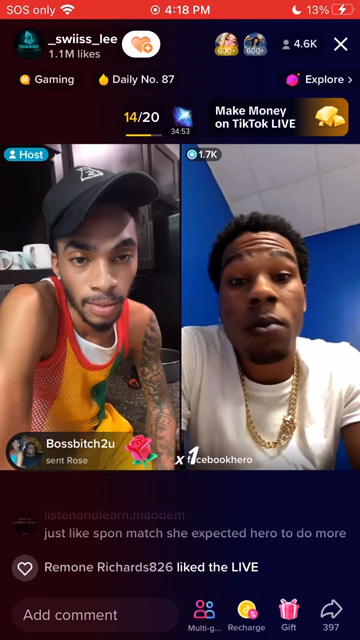 SOS only
4:18 PM
13%
_swiiss_lee
1.1M likes
600+
600+
4.6K
Gaming
Daily No. 87
Explore >
14/20
34:53
Make Money
on TikTok LIVE
Host
1.7K
Bossbitch2u
sent Rose
x 1
facebookhero
listenandlearn.maddem
just like spon match she expected hero to do more
Remone Richards826 liked the LIVE
Add comment
Multi-g...
Recharge
Gift
397